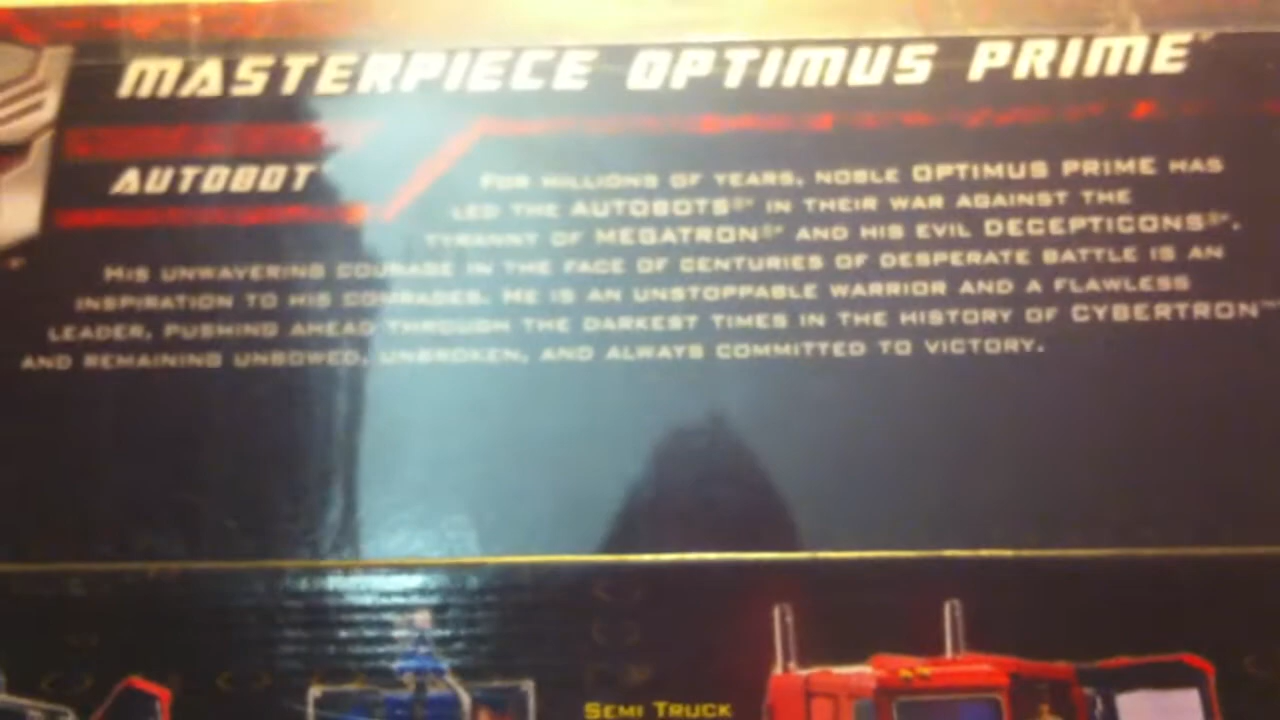 MASTERPIECE OPTIMUS PRIME™
AUTOBOT
FOR MILLIONS OF YEARS, NOBLE OPTIMUS PRIME HAS
LED THE AUTOBOTS®* IN THEIR WAR AGAINST THE
TYRANNY OF MEGATRON®* AND HIS EVIL DECEPTICONS®*.
HIS UNWAVERING COURAGE IN THE FACE OF CENTURIES OF DESPERATE BATTLE IS AN
INSPIRATION TO HIS COMRADES. HE IS AN UNSTOPPABLE WARRIOR AND A FLAWLESS
LEADER, PUSHING AHEAD THROUGH THE DARKEST TIMES IN THE HISTORY OF CYBERTRON™
AND REMAINING UNBOWED, UNBROKEN, AND ALWAYS COMMITTED TO VICTORY.
SEMI TRUCK